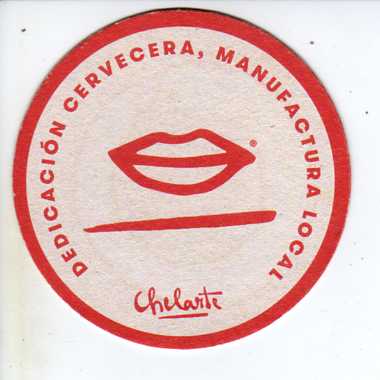 DEDICACIÓN CERVECERA, MANUFACTURA LOCAL
®
Chelarte